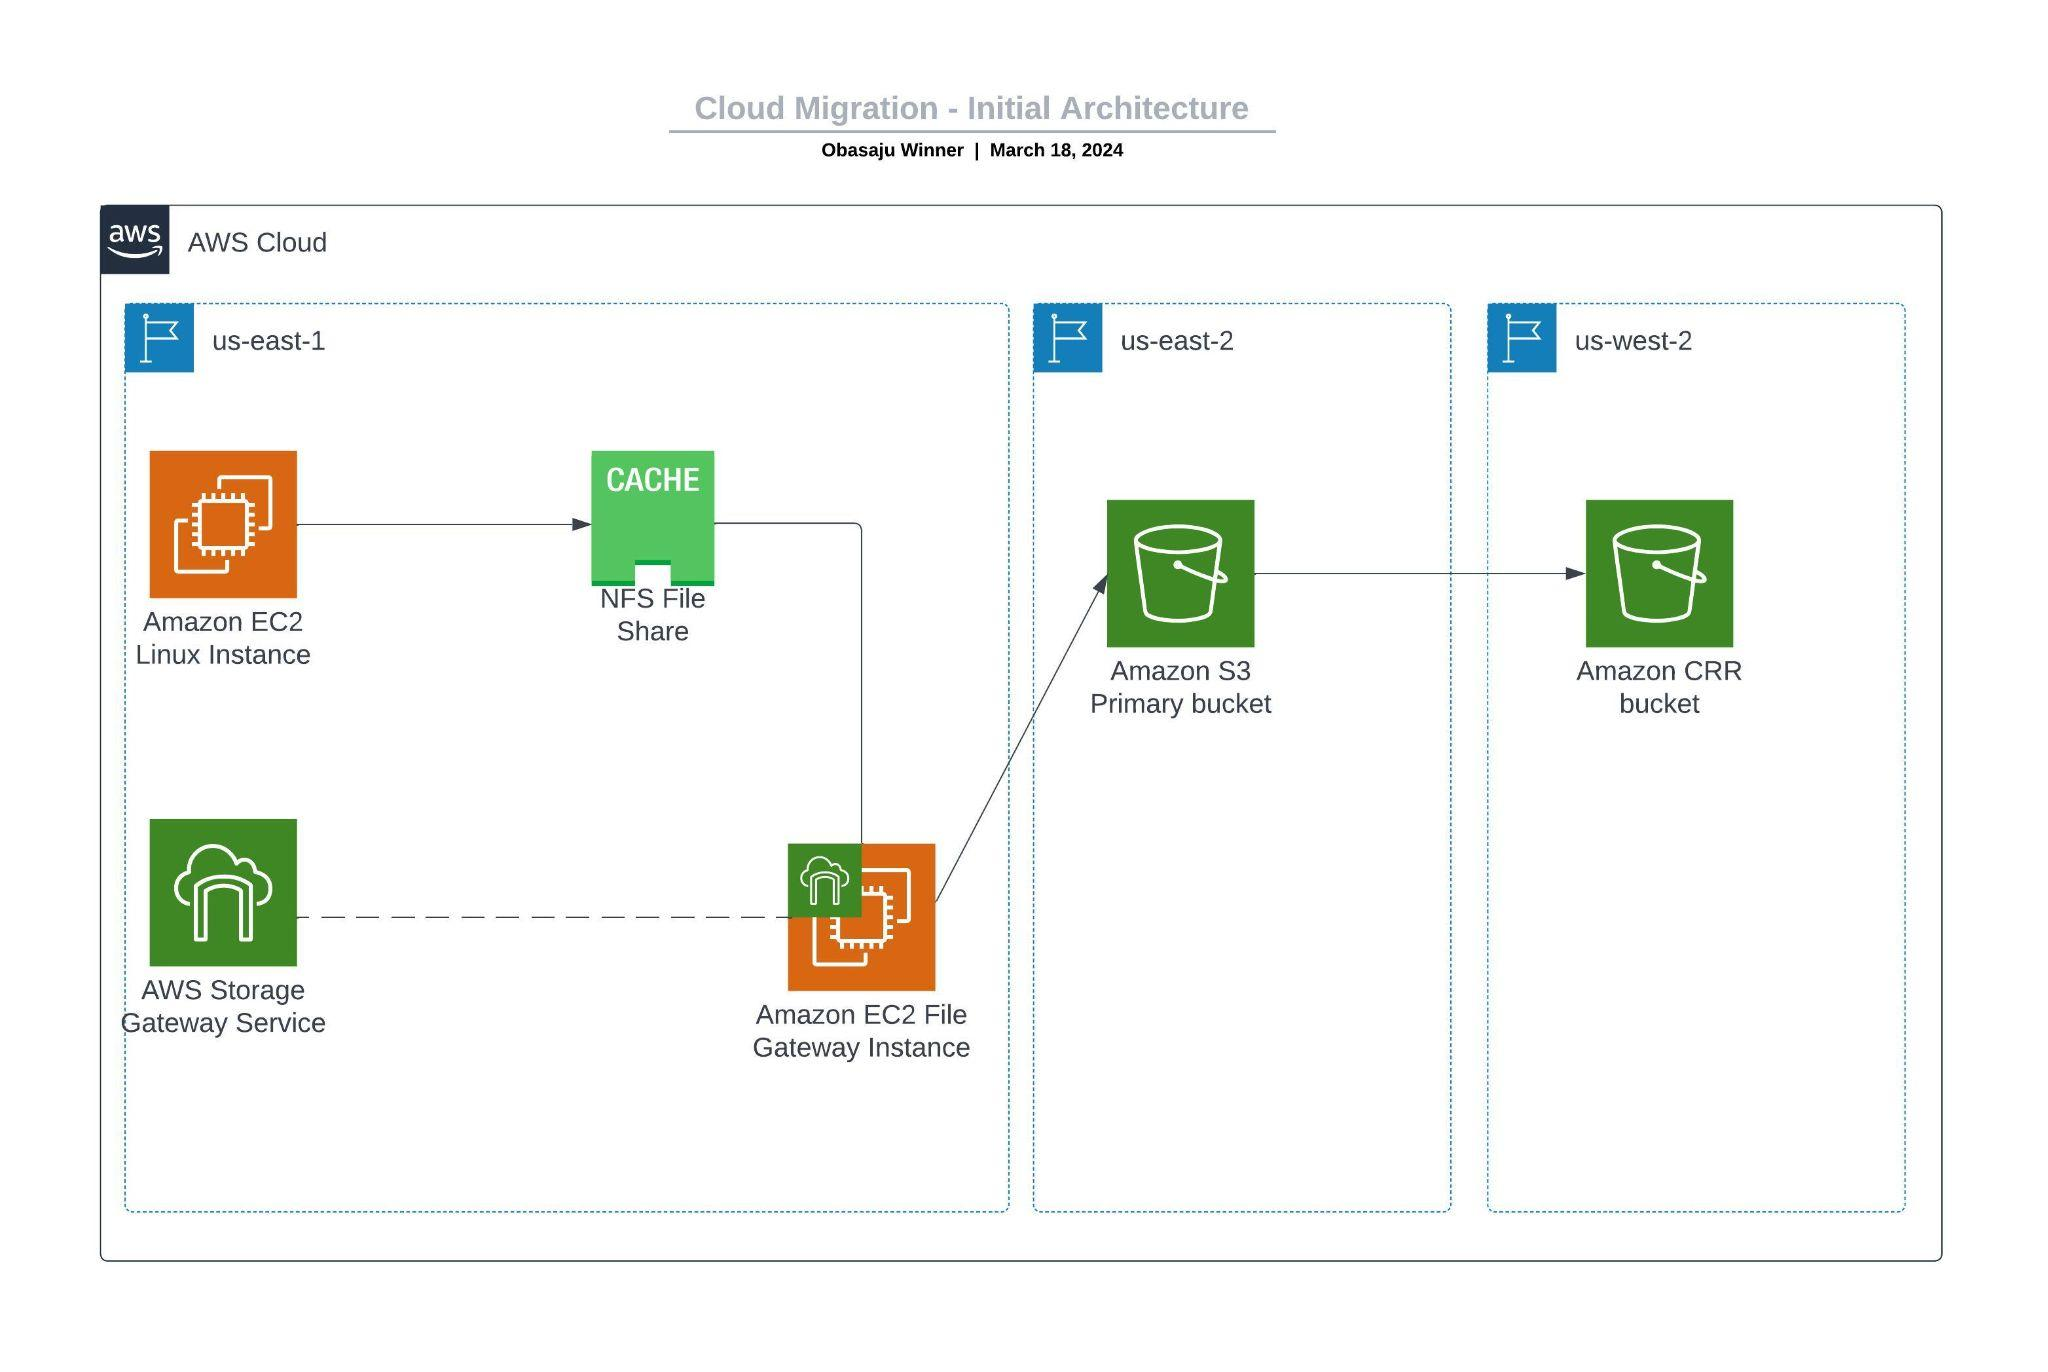 Cloud Migration - Initial Architecture
Obasaju Winner | March 18, 2024
aws
AWS Cloud
us-east-1
us-east-2
us-west-2
CACHE
NFS File
Share
Amazon EC2
Linux Instance
Amazon S3
Primary bucket
Amazon CRR
bucket
AWS Storage
Gateway Service
Amazon EC2 File
Gateway Instance